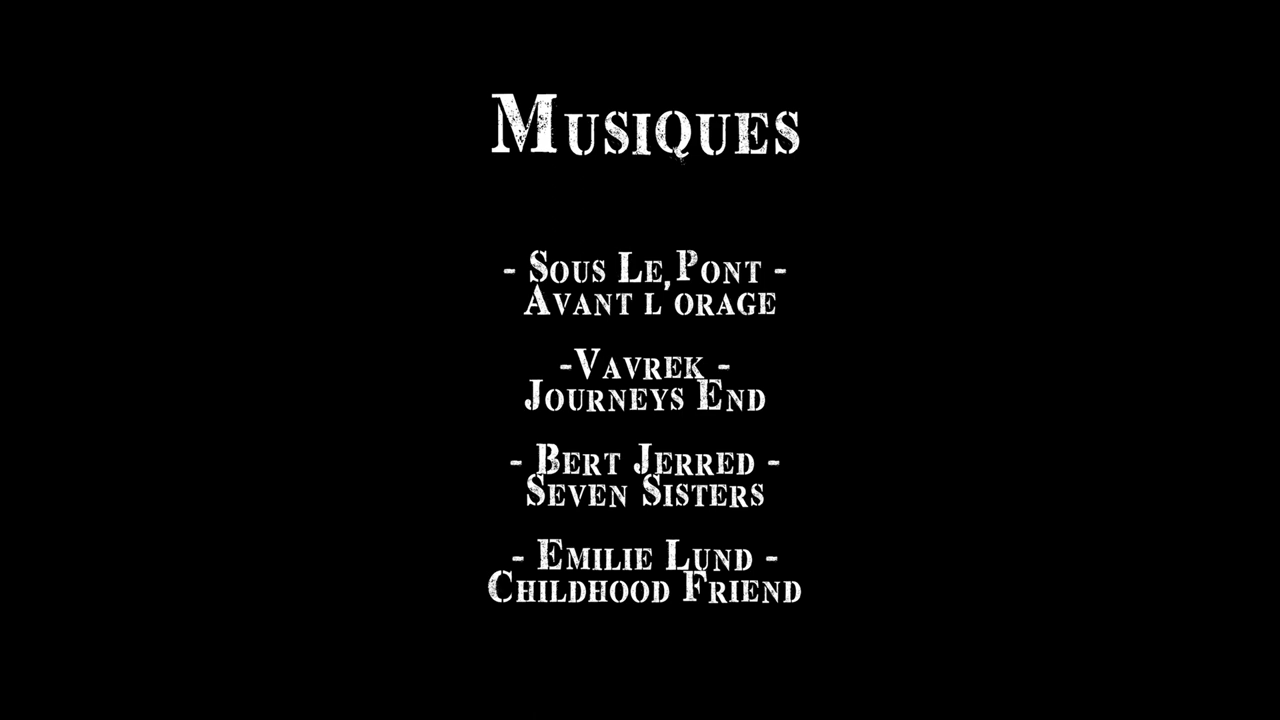 Musiques
- Sous Le Pont -
Avant l'orage
-Vavrek -
Journeys End
- Bert Jerred -
Seven Sisters
- Emilie Lund -
Childhood Friend